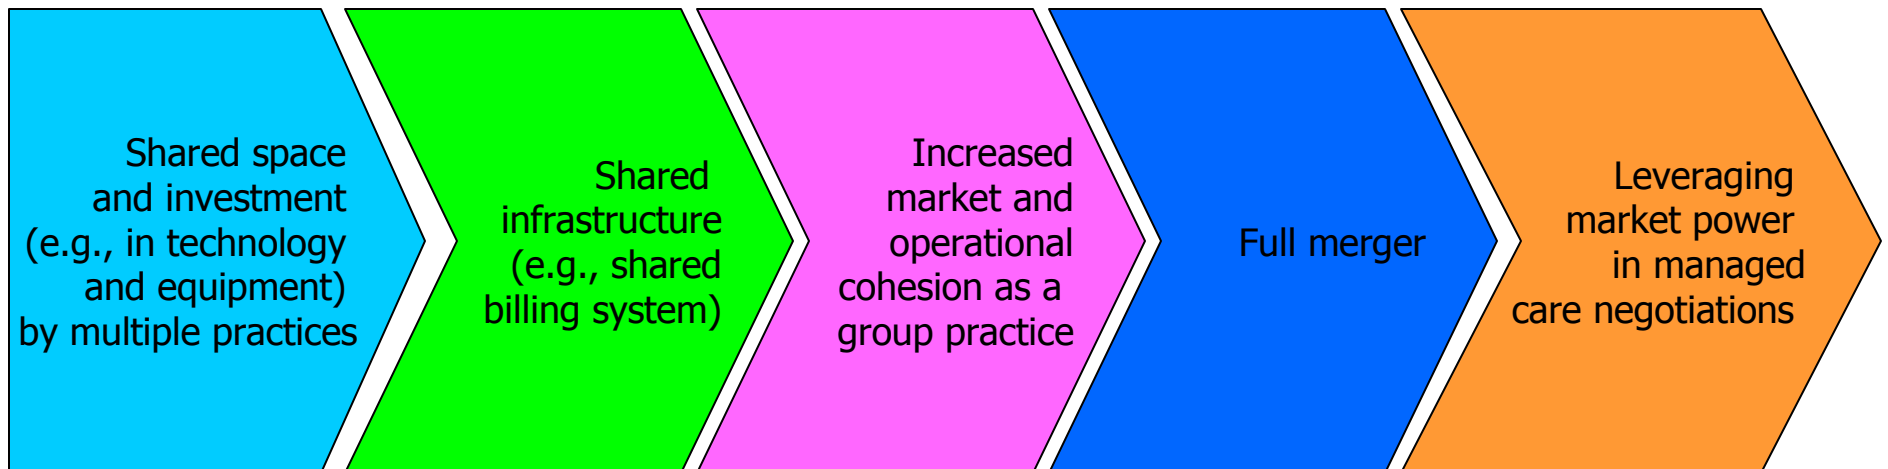 Shared space
and investment
(e.g., in technology
and equipment)
by multiple practices
Shared
infrastructure
(e.g., shared
billing system)
Increased
market and
operational
cohesion as a
group practice
Full merger
Leveraging
market power
in managed
care negotiations